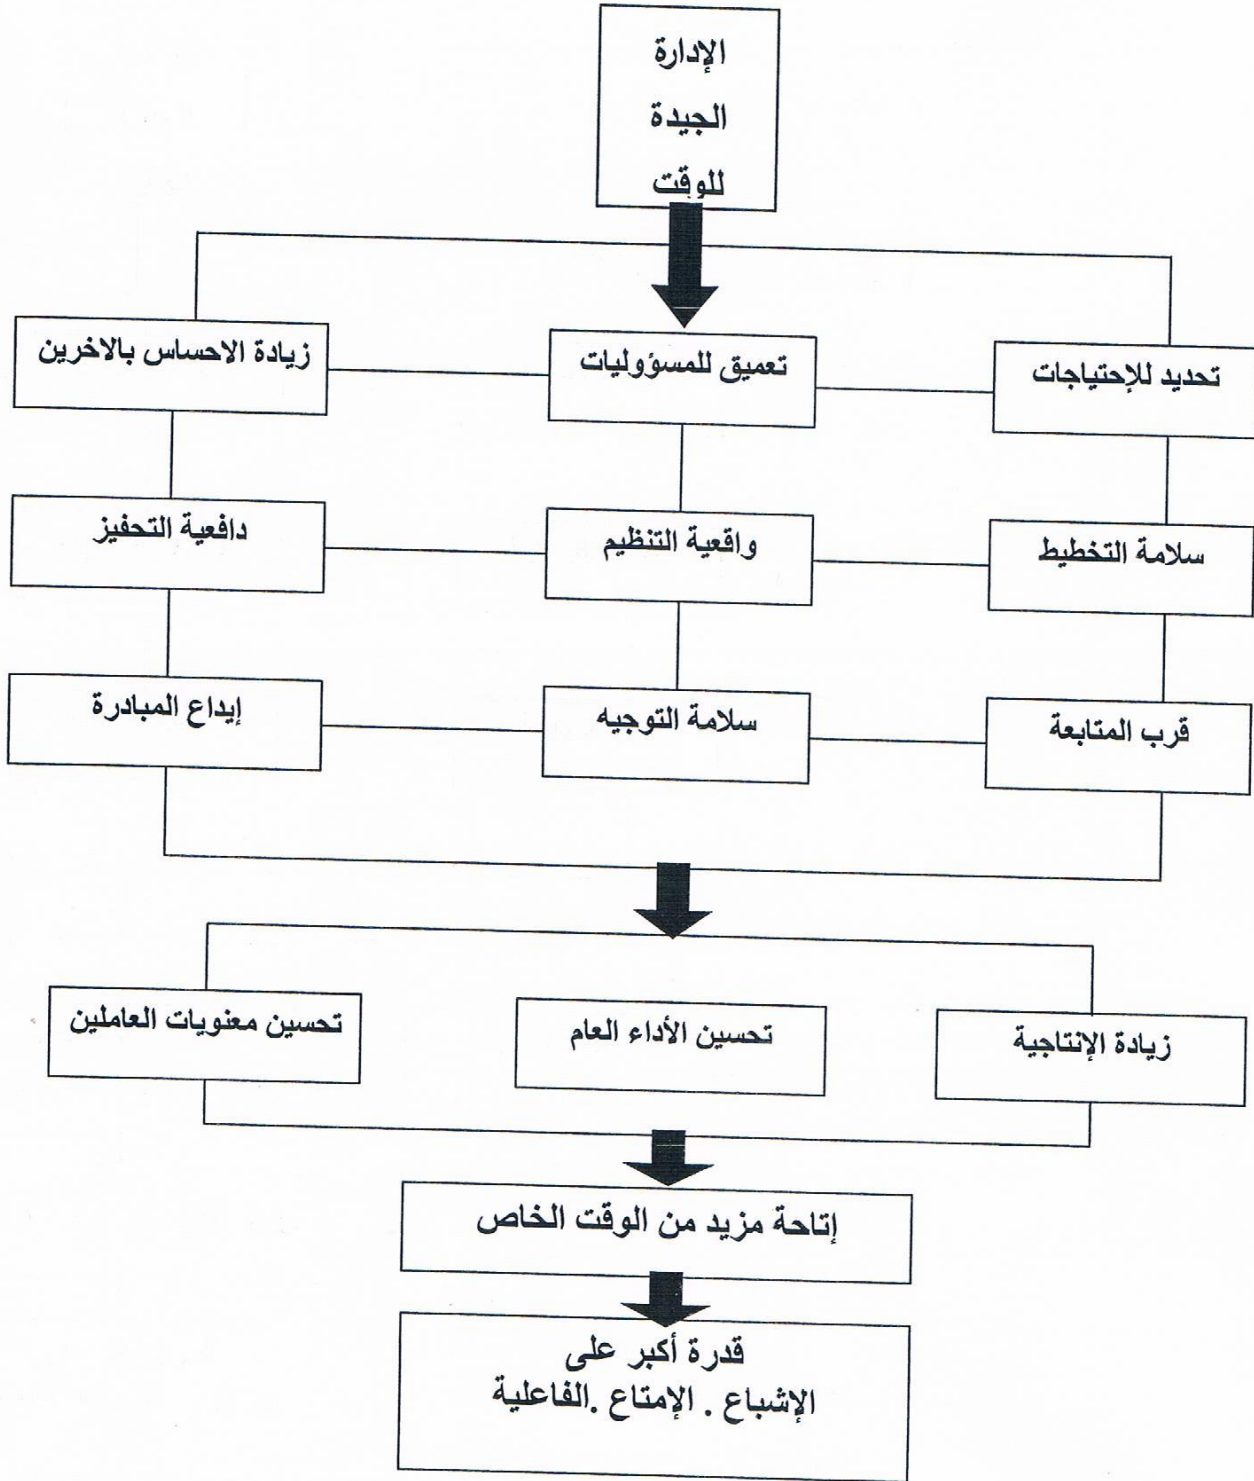 الإدارة
الجيدة
للوقت
تحديد للإحتياجات
تعميق للمسؤوليات
زيادة الاحساس بالاخرين
سلامة التخطيط
واقعية التنظيم
دافعية التحفيز
قرب المتابعة
سلامة التوجيه
إيداع المبادرة
زيادة الإنتاجية
تحسين الأداء العام
تحسين معنويات العاملين
إتاحة مزيد من الوقت الخاص
قدرة أكبر على
الإشباع . الإمتاع .الفاعلية